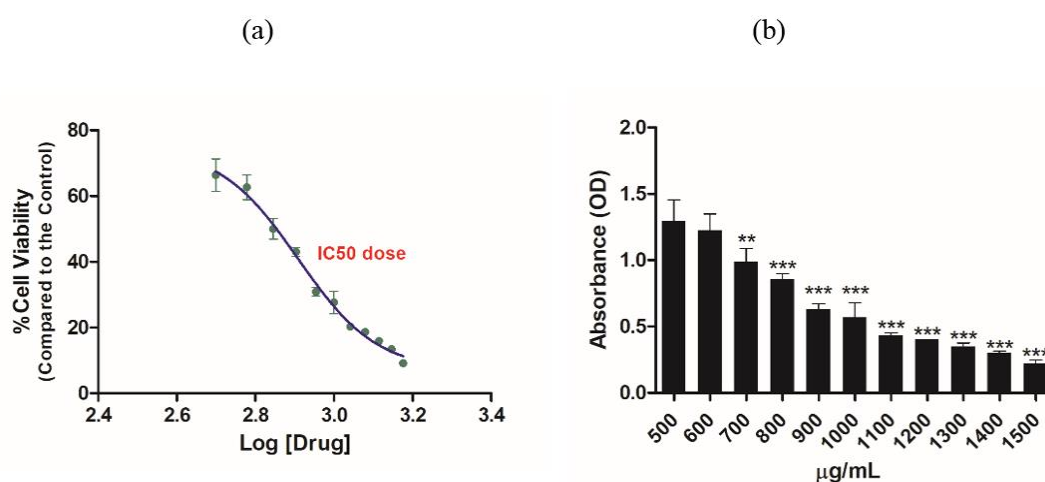 (a)
(b)
%Cell Viability
(Compared to the Control)
80
60
40
20
0
IC50 dose
2.4 2.6 2.8 3.0 3.2 3.4
Log [Drug]
Absorbance (OD)
2.0
1.5
1.0
0.5
0.0
** *** *** *** *** *** *** *** ***
500 600 700 800 900 1000 1100 1200 1300 1400 1500
μg/mL